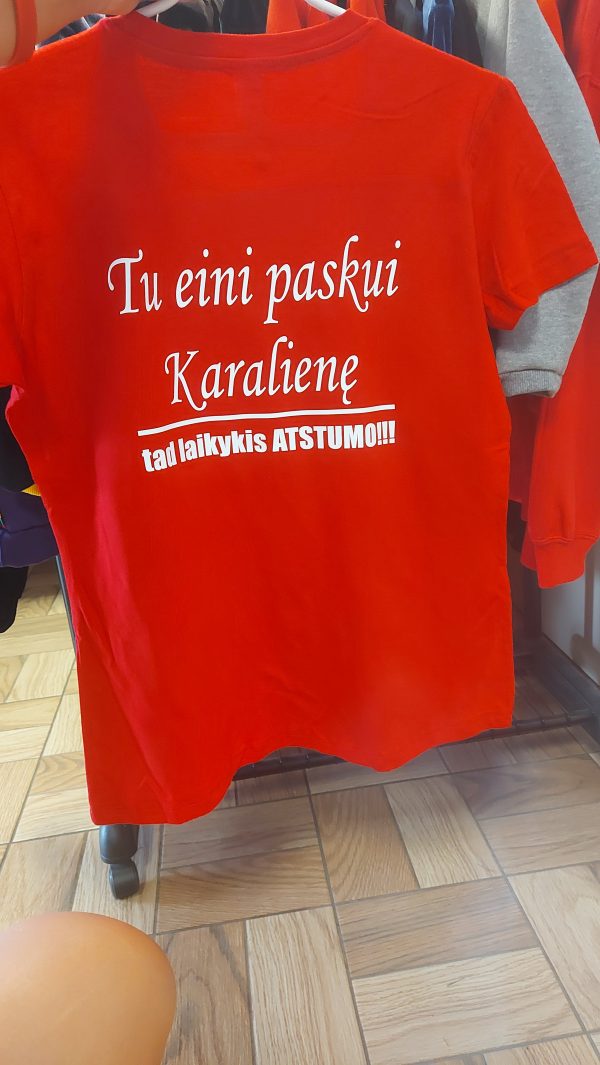 Tu eini paskui
Karalienę
tad laikykis ATSTUMO!!!